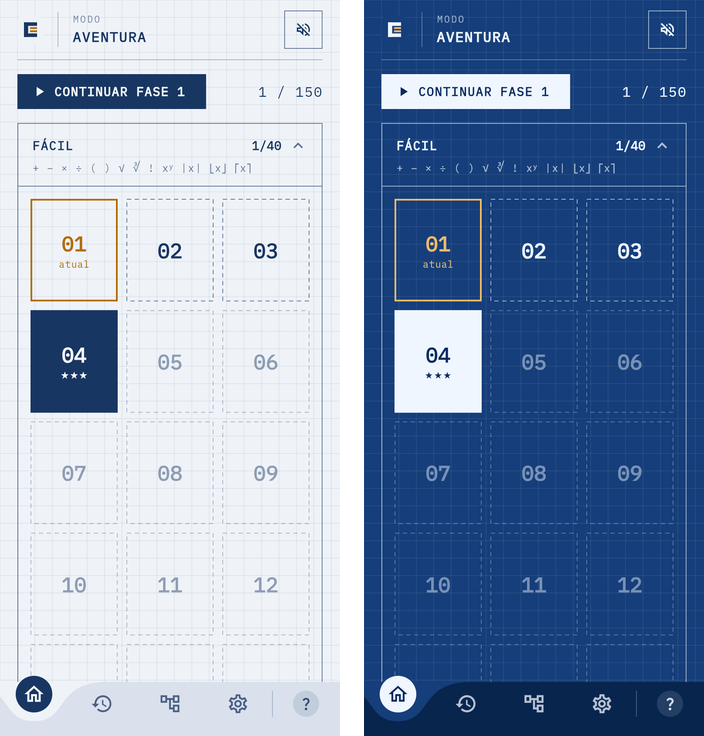 MODO
AVENTURA
CONTINUAR FASE 1
1 / 150
FÁCIL
1/40
+ − × ÷ ( ) √ ∛ ! xʸ |x| ⌊x⌋ ⌈x⌉
01
atual
02
03
04
★★★
05
06
07
08
09
10
11
12
?
MODO
AVENTURA
CONTINUAR FASE 1
1 / 150
FÁCIL
1/40
+ − × ÷ ( ) √ ∛ ! xʸ |x| ⌊x⌋ ⌈x⌉
01
atual
02
03
04
★★★
05
06
07
08
09
10
11
12
?